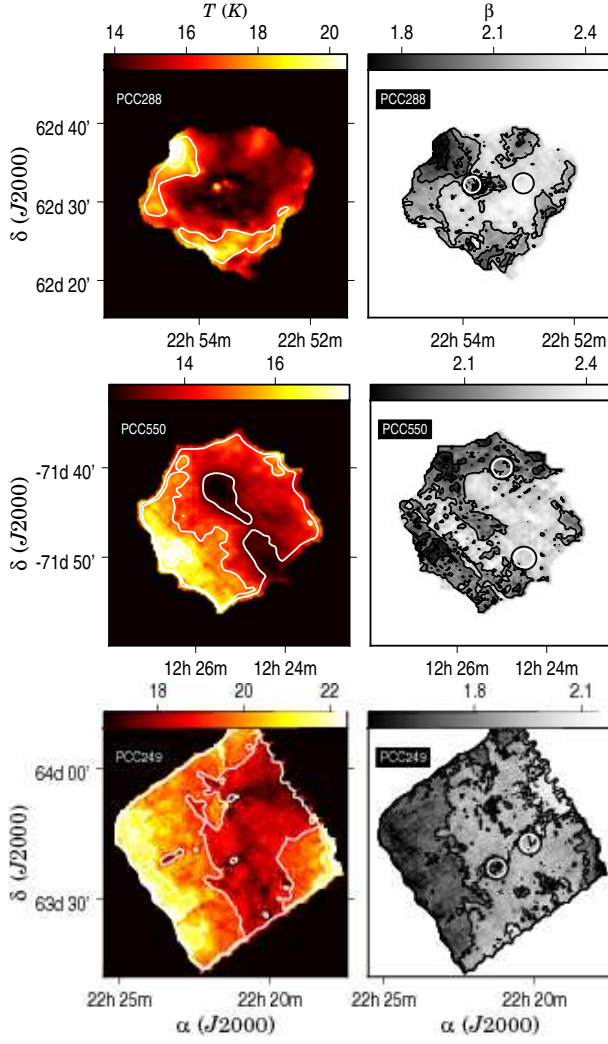 T (K) β
14 16 18 20 1.8 2.1 2.4
PCC288 PCC288
δ (J2000)
62d 40'
62d 30'
62d 20'
22h 54m 22h 52m 22h 54m 22h 52m
14 16 2.1 2.4
PCC550 PCC550
δ (J2000)
-71d 40'
-71d 50'
12h 26m 12h 24m 12h 26m 12h 24m
18 20 22 1.8 2.1
PCC249 PCC249
δ (J2000)
64d 00'
63d 30'
22h 25m 22h 20m 22h 25m 22h 20m
α (J2000) α (J2000)